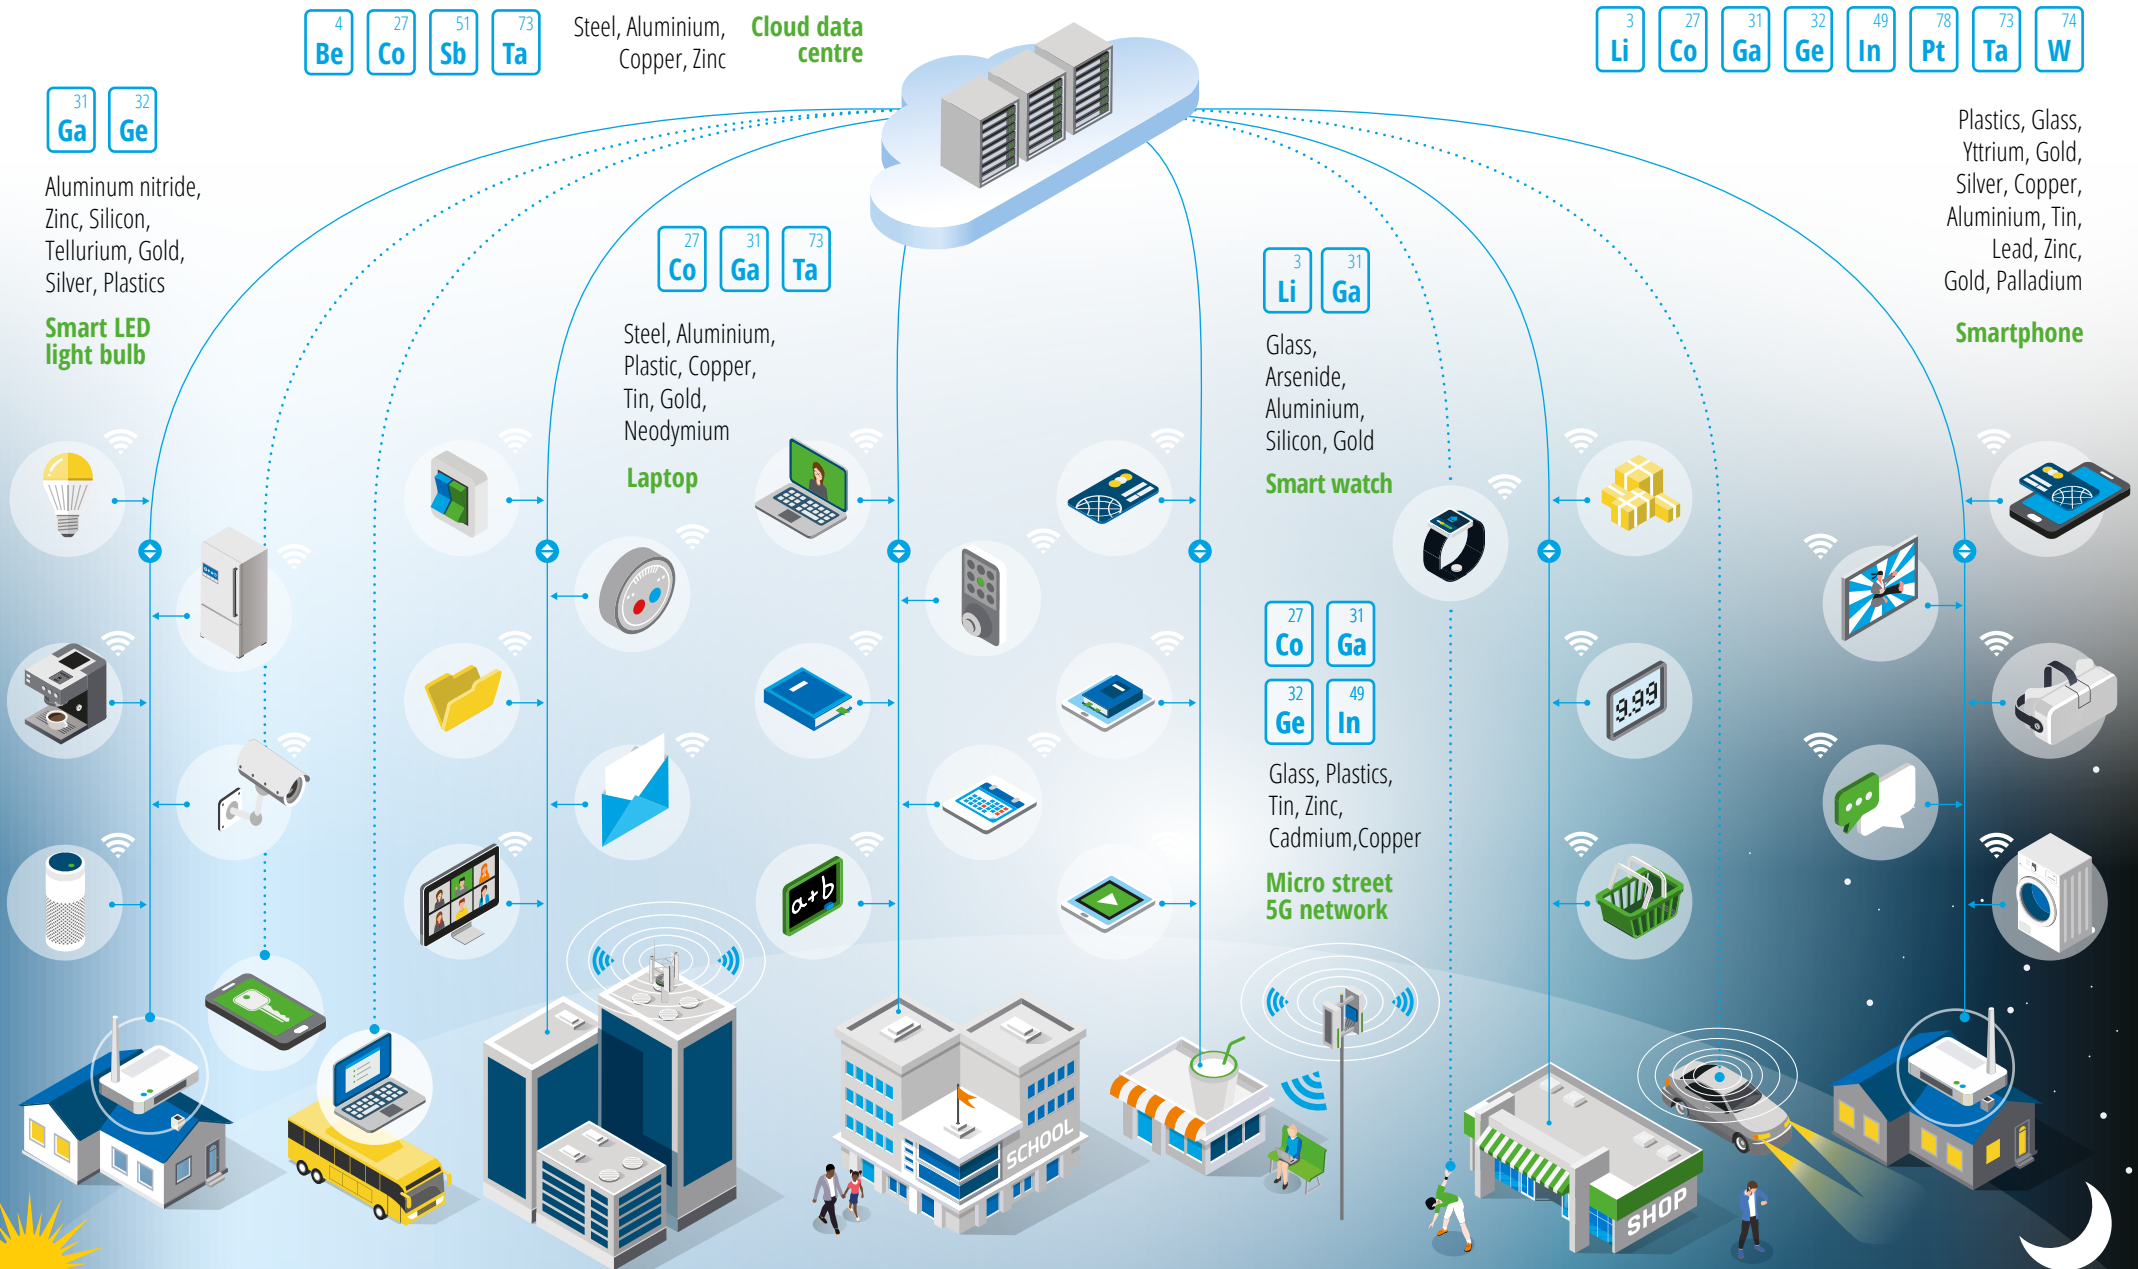 4 Be 27 Co 51 Sb 73 Ta
Steel, Aluminium,
Copper, Zinc
Cloud data
centre
3 Li 27 Co 31 Ga 32 Ge 49 In 78 Pt 73 Ta 74 W
Plastics, Glass,
Yttrium, Gold,
Silver, Copper,
Aluminium, Tin,
Lead, Zinc,
Gold, Palladium
Smartphone
31 Ga 32 Ge
Aluminum nitride,
Zinc, Silicon,
Tellurium, Gold,
Silver, Plastics
Smart LED
light bulb
27 Co 31 Ga 73 Ta
Steel, Aluminium,
Plastic, Copper,
Tin, Gold,
Neodymium
Laptop
3 Li 31 Ga
Glass,
Arsenide,
Aluminium,
Silicon, Gold
Smart watch
27 Co 31 Ga
32 Ge 49 In
Glass, Plastics,
Tin, Zinc,
Cadmium,Copper
Micro street
5G network
9.99
a+b
SCHOOL
SHOP